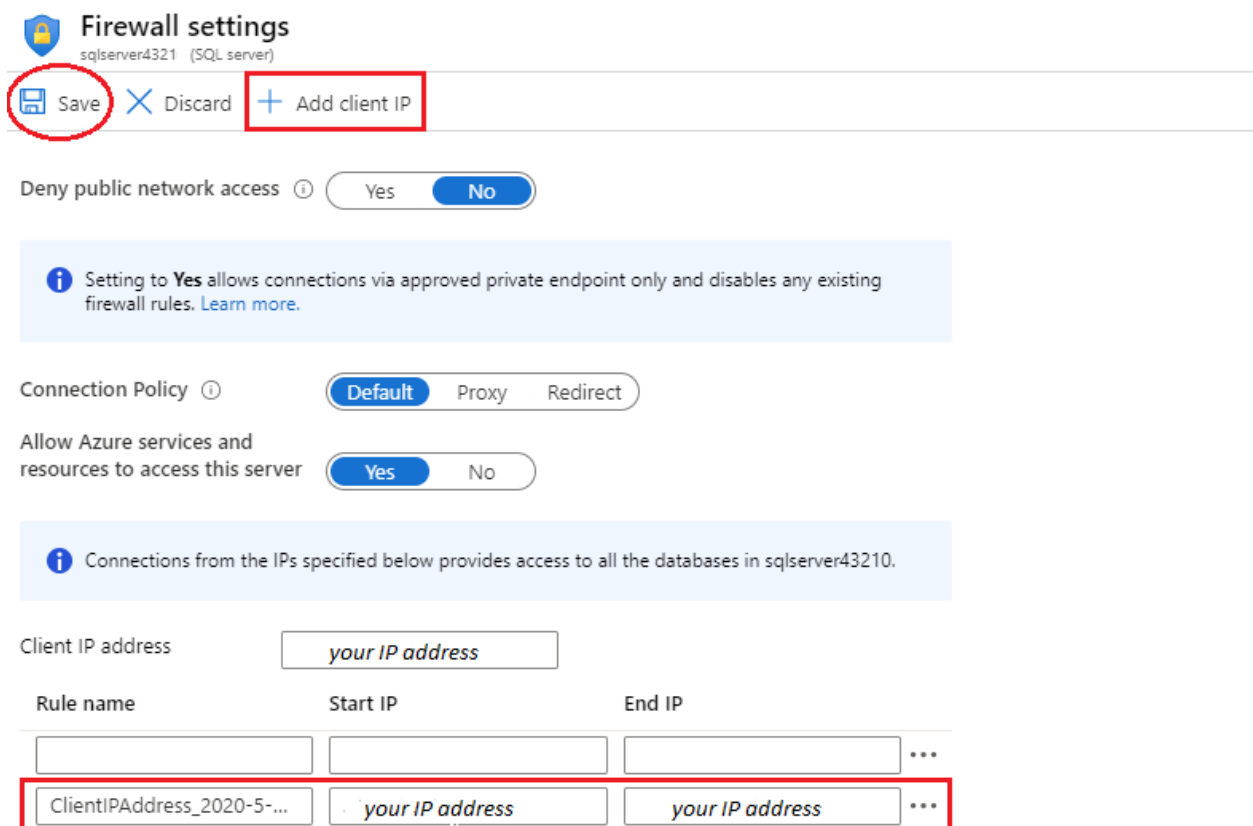 Firewall settings
sqlserver4321 (SQL server)
Save Discard Add client IP
Deny public network access Yes No
Setting to Yes allows connections via approved private endpoint only and disables any existing
firewall rules. Learn more.
Connection Policy Default Proxy Redirect
Allow Azure services and
resources to access this server Yes No
Connections from the IPs specified below provides access to all the databases in sqlserver43210.
Client IP address your IP address
Rule name Start IP End IP
ClientIPAddress_2020-5-... your IP address your IP address